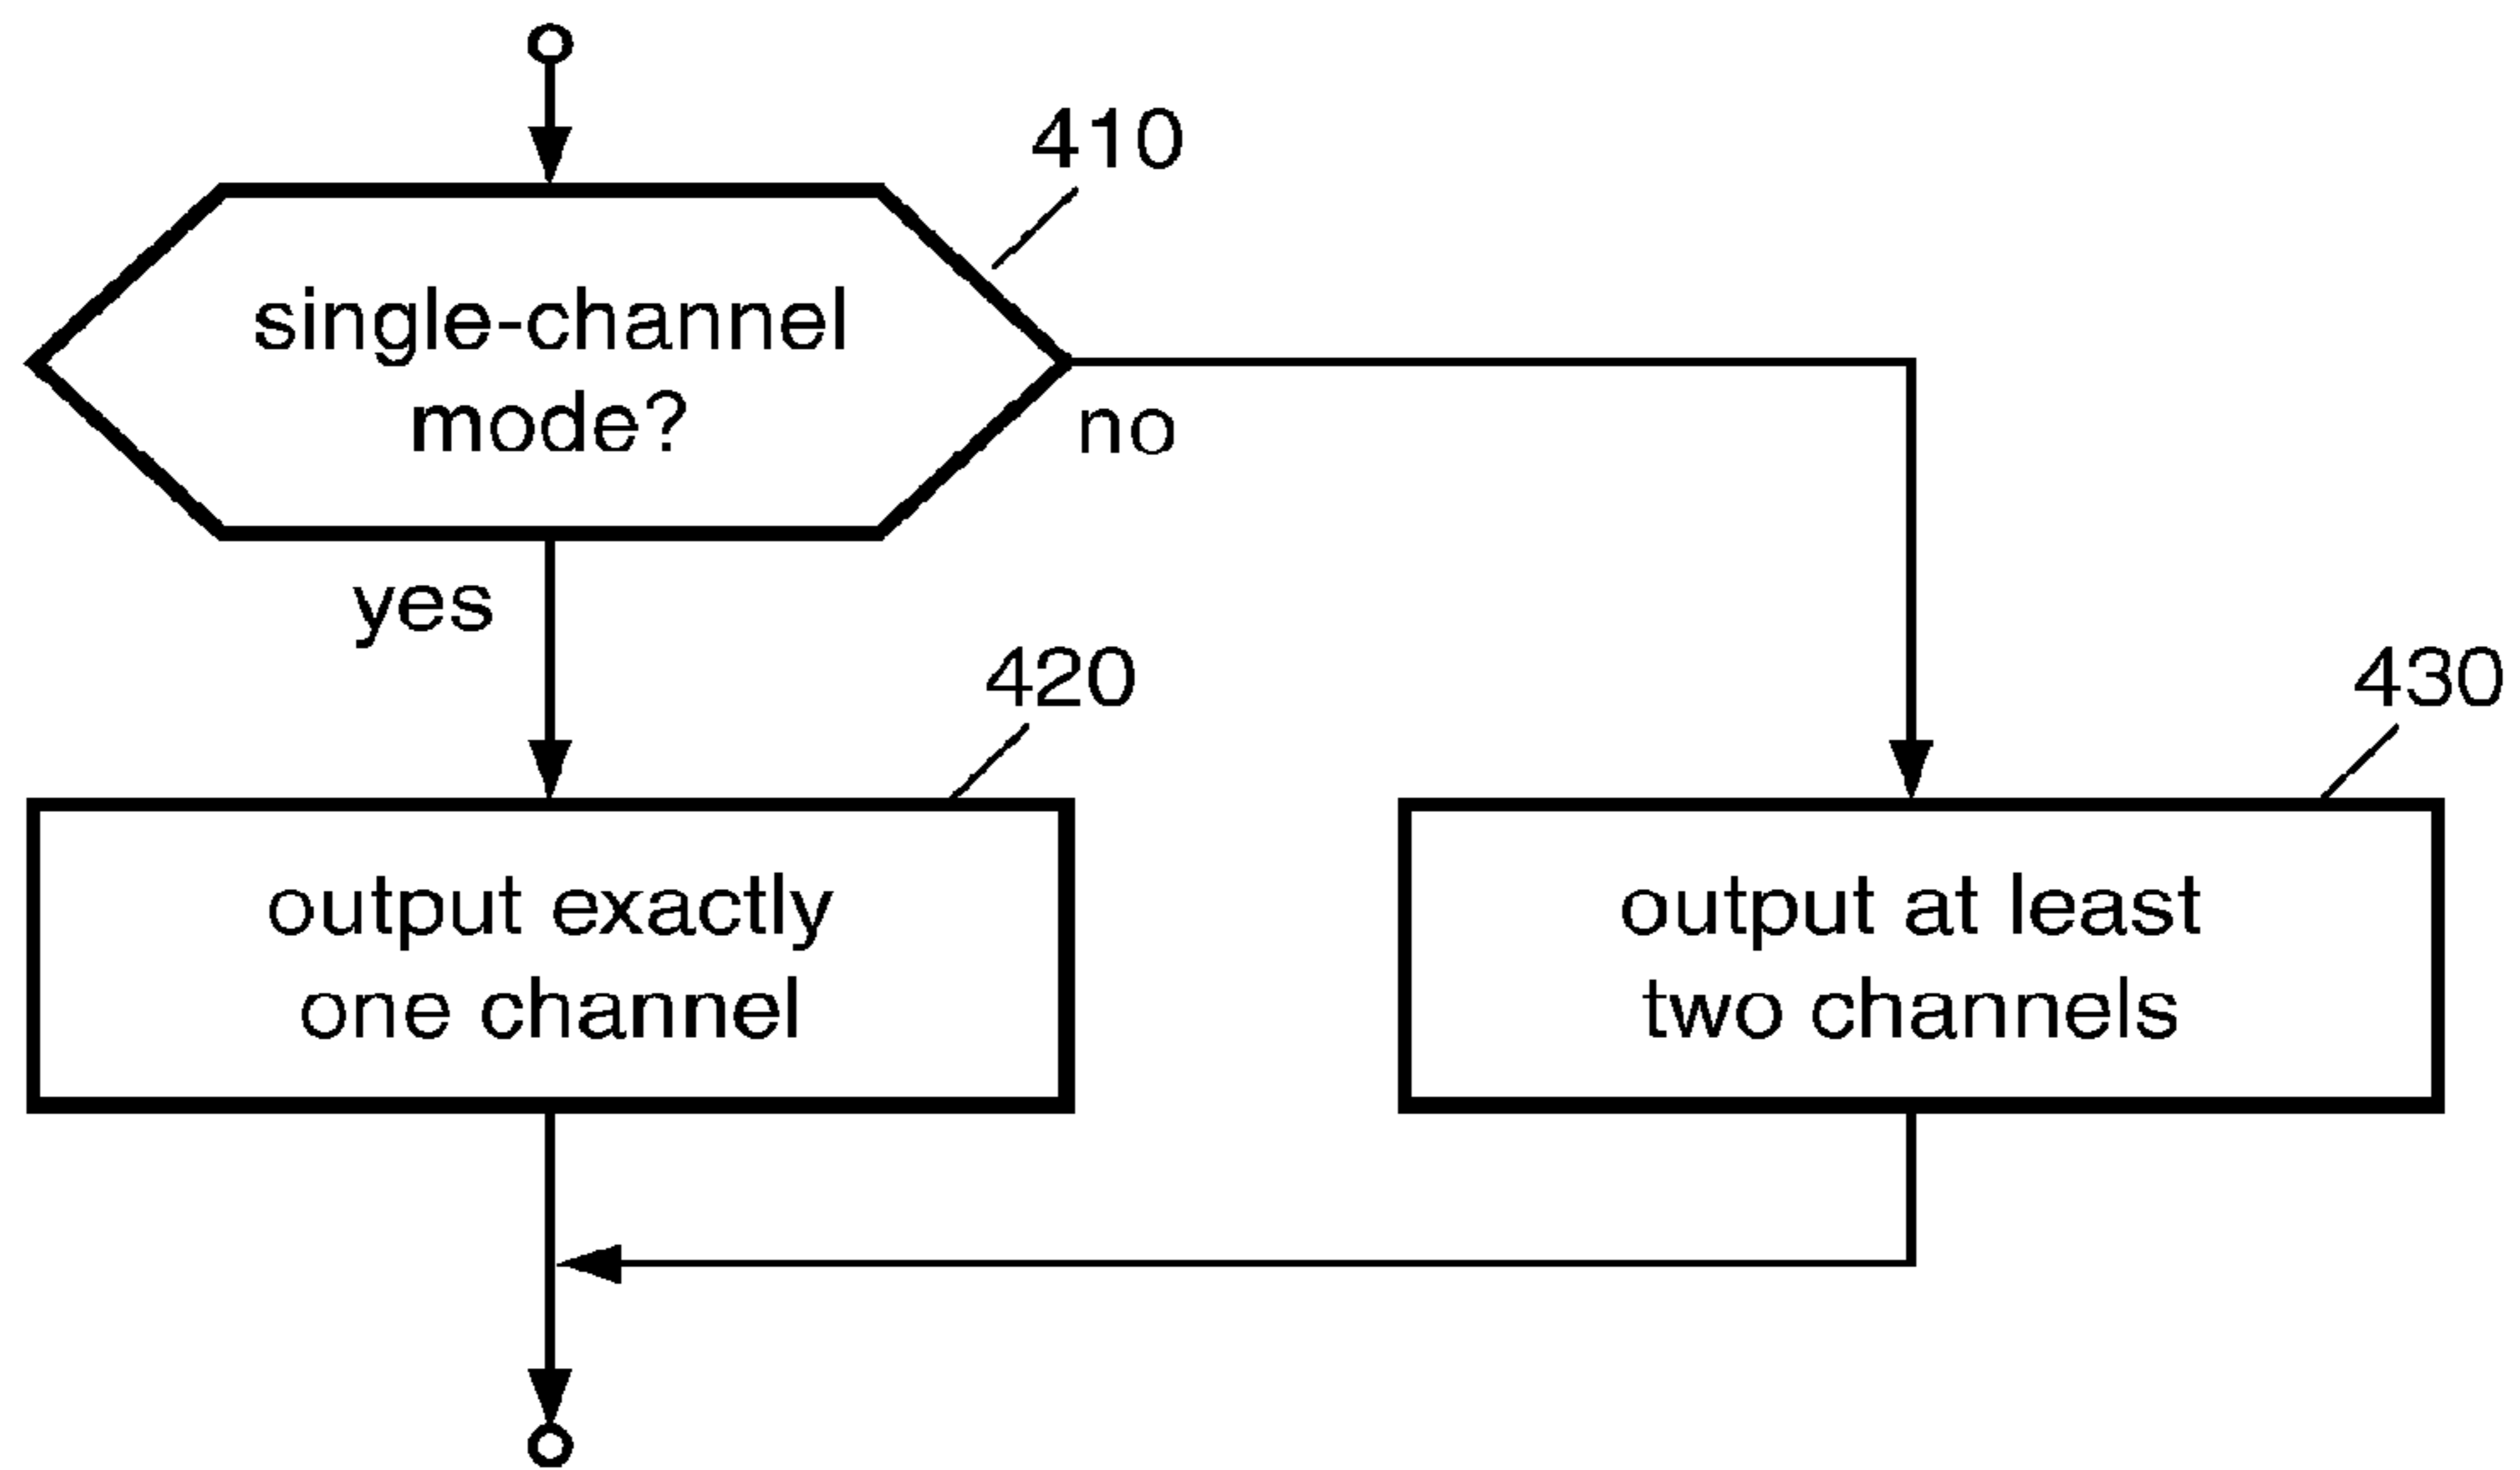 410
single-channel
mode?
no
yes
420
430
output exactly
one channel
output at least
two channels